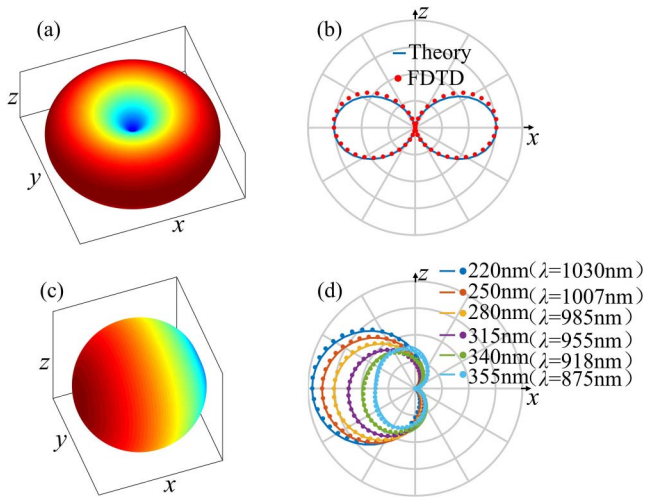 (a)
z
y
x
(b)
z
Theory
FDTD
x
(c)
z
y
x
(d)
z
220nm(λ=1030nm)
250nm(λ=1007nm)
280nm(λ=985nm)
315nm(λ=955nm)
340nm(λ=918nm)
355nm(λ=875nm)
x